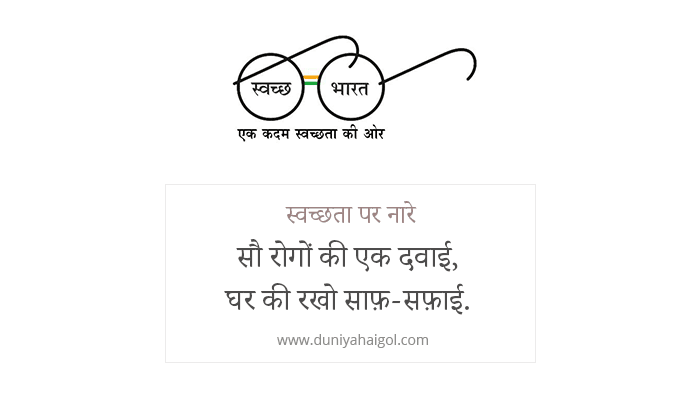 स्वच्छ भारत
एक कदम स्वच्छता की ओर
स्वच्छता पर नारे
सौ रोगों की एक दवाई,
घर की रखो साफ़-सफ़ाई.
www.duniyahaigol.com